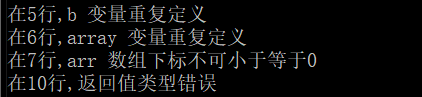 在5行,b 变量重复定义
在6行,array 变量重复定义
在7行,arr 数组下标不可小于等于0
在10行,返回值类型错误